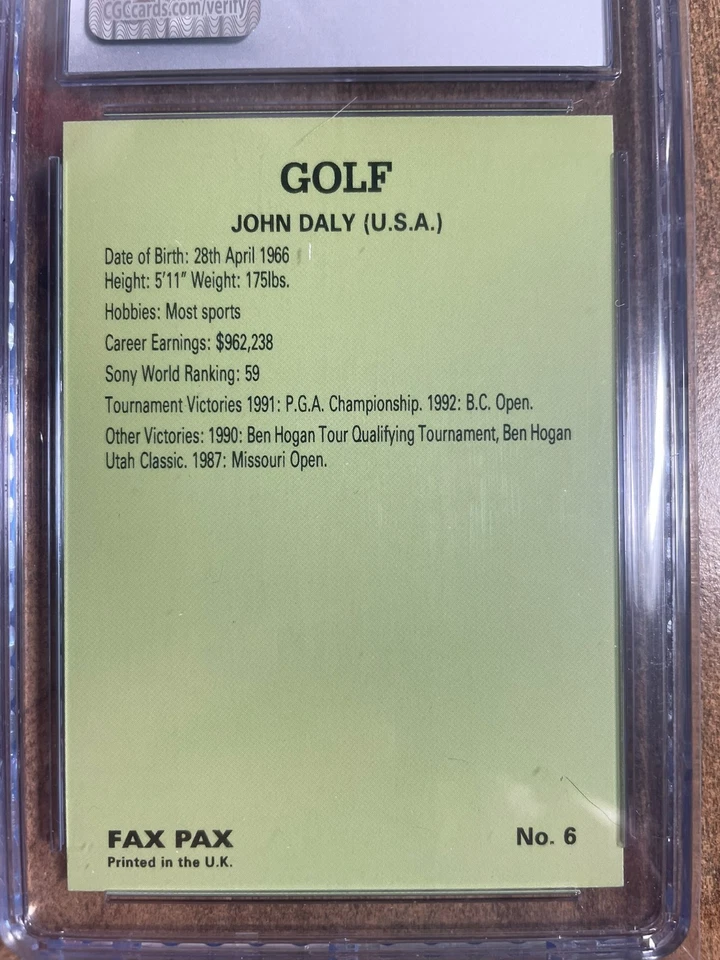 CGCcards.com/verify
GOLF
JOHN DALY (U.S.A.)
Date of Birth: 28th April 1966
Height: 5'11" Weight: 175lbs.
Hobbies: Most sports
Career Earnings: $962,238
Sony World Ranking: 59
Tournament Victories 1991: P.G.A. Championship. 1992: B.C. Open.
Other Victories: 1990: Ben Hogan Tour Qualifying Tournament, Ben Hogan
Utah Classic. 1987: Missouri Open.
FAX PAX
Printed in the U.K.
No. 6